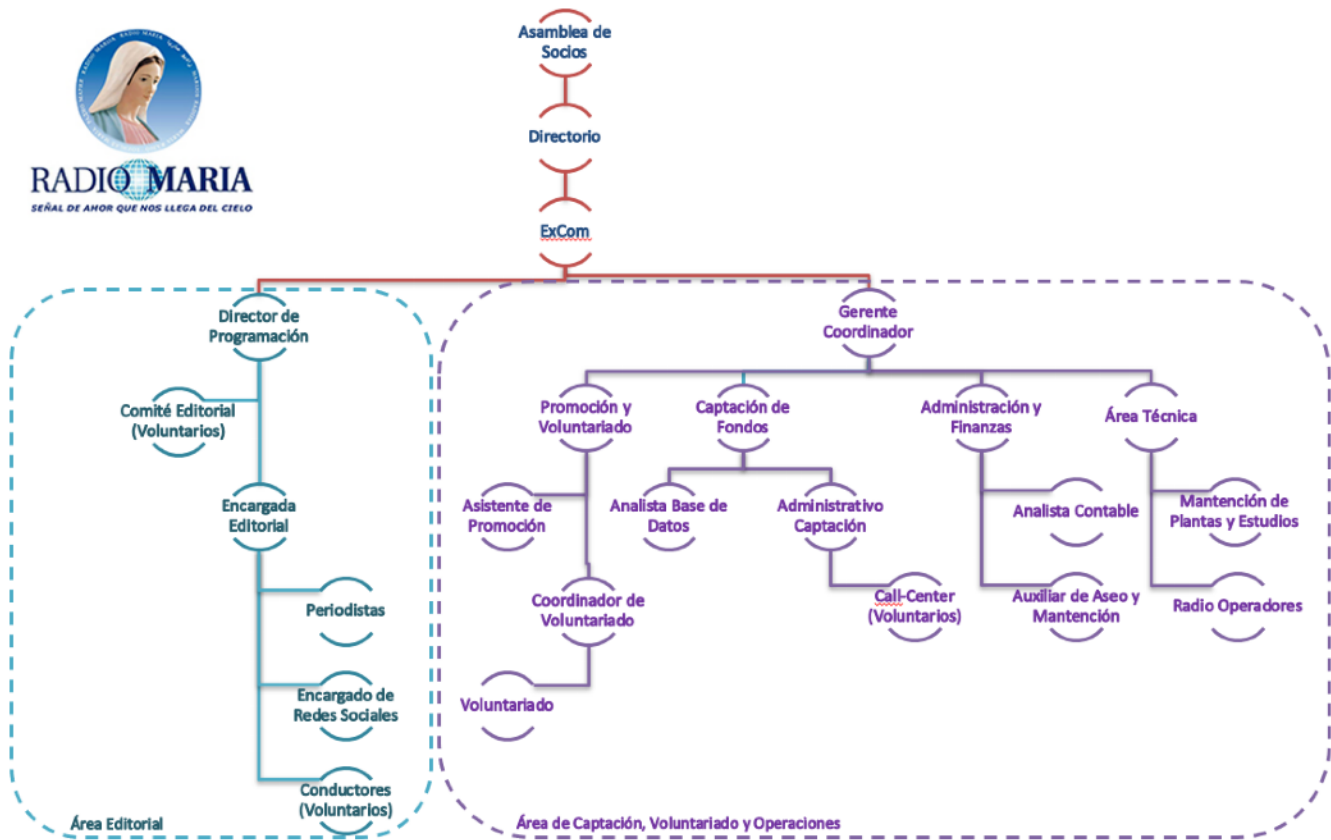 Asamblea de
Socios
RADIO MARIA
SEÑAL DE AMOR QUE NOS LLEGA DEL CIELO
Directorio
ExCom
Director de
Programación
Comité Editorial
(Voluntarios)
Encargada
Editorial
Periodistas
Encargado de
Redes Sociales
Conductores
(Voluntarios)
Área Editorial
Gerente
Coordinador
Promoción y
Voluntariado
Captación de
Fondos
Administración y
Finanzas
Área Técnica
Asistente de
Promoción
Analista Base de
Datos
Administrativo
Captación
Analista Contable
Mantención de
Plantas y Estudios
Coordinador de
Voluntariado
Call-Center
(Voluntarios)
Auxiliar de Aseo y
Mantención
Radio Operadores
Voluntariado
Área de Captación, Voluntariado y Operaciones